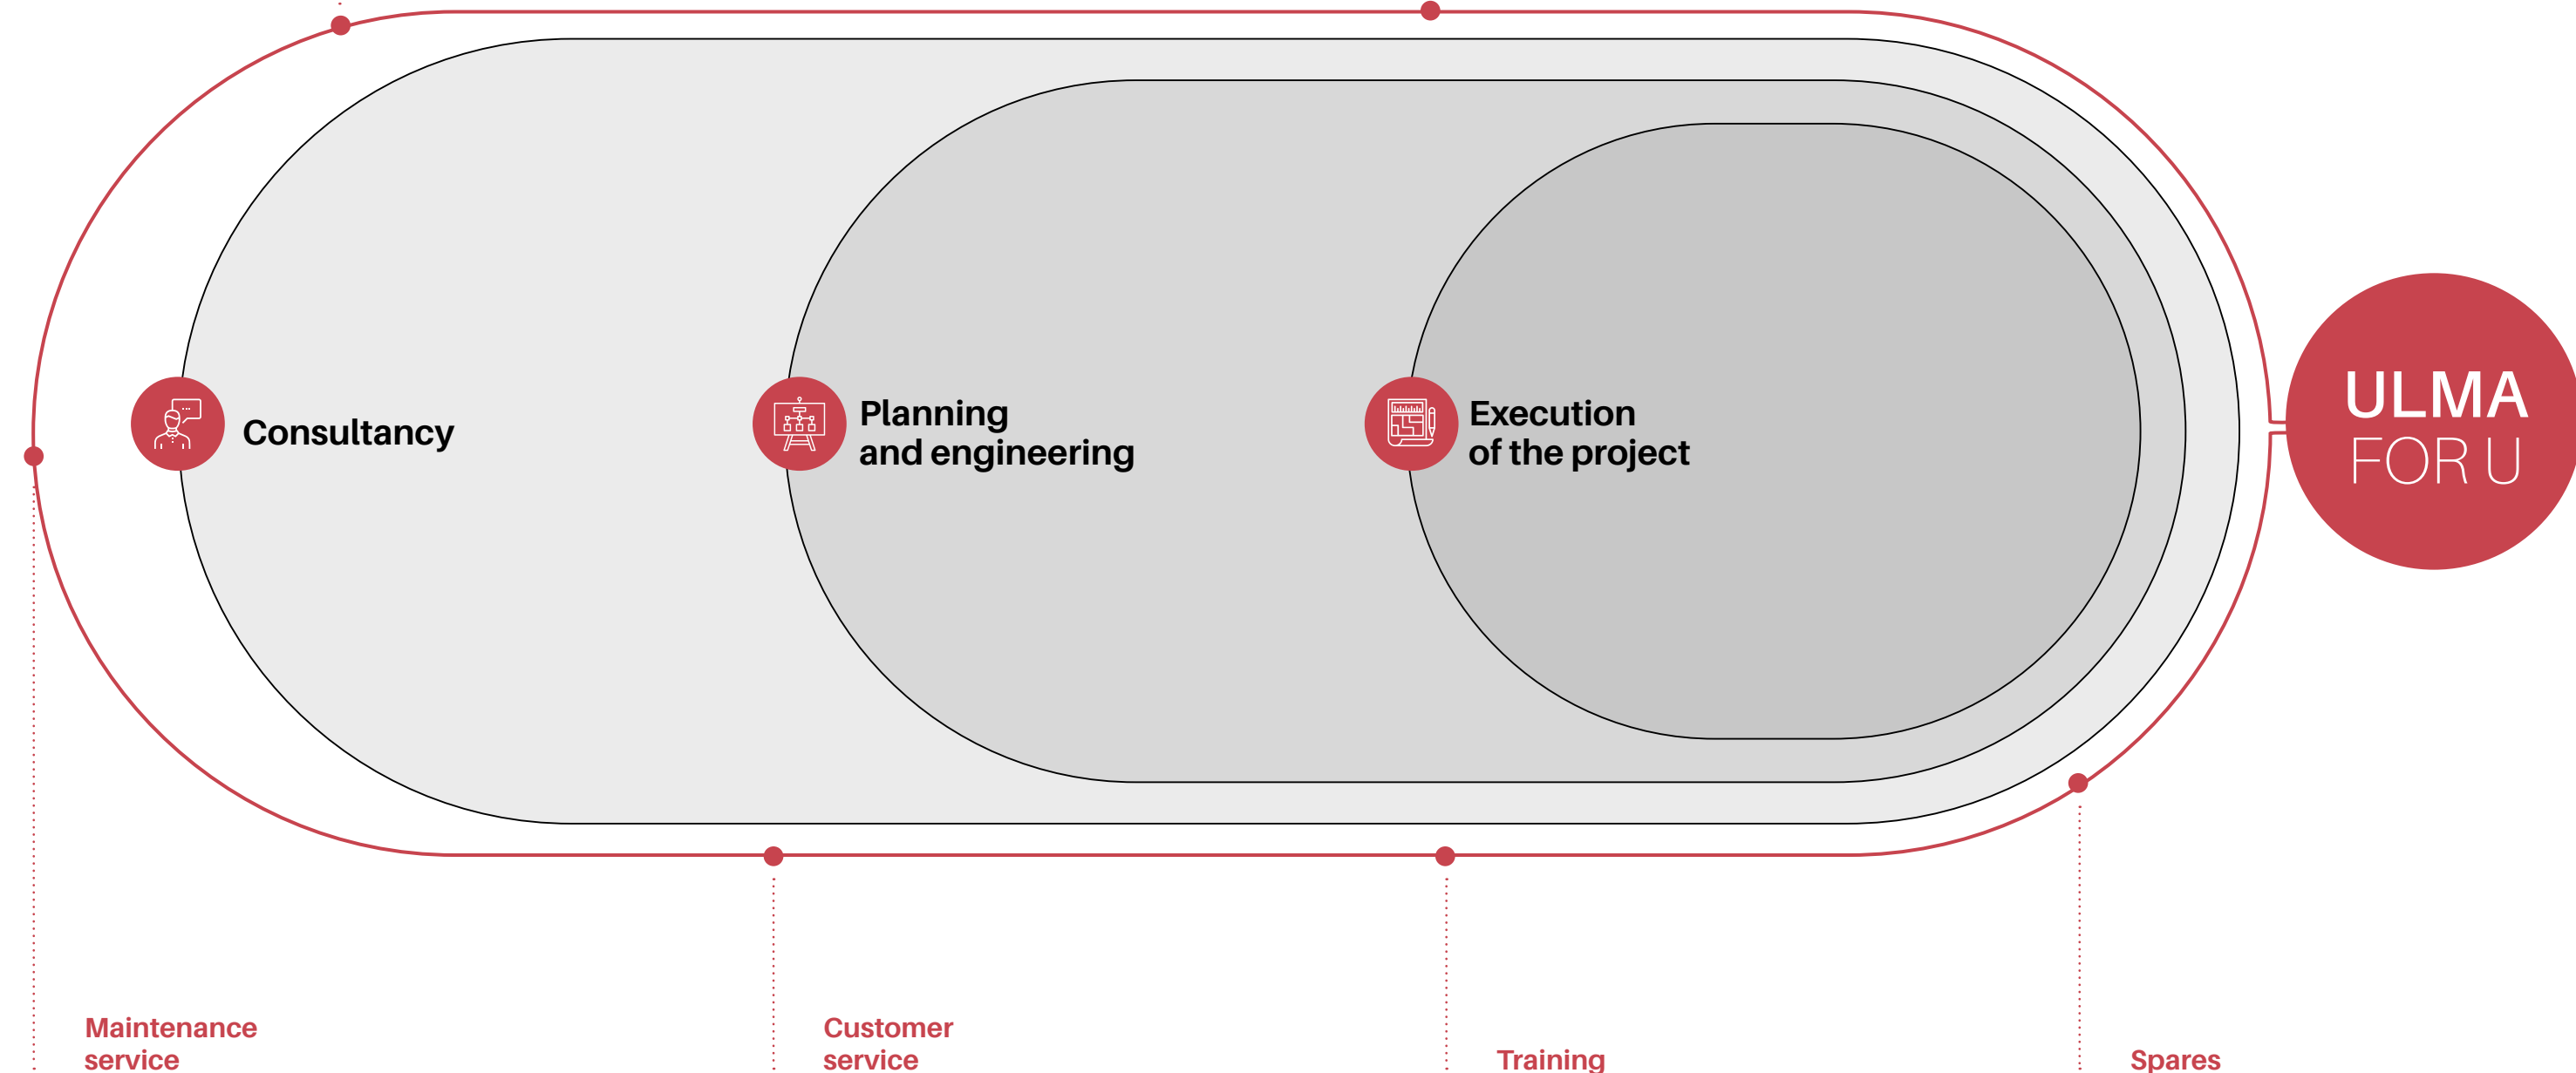 Consultancy
Planning
and engineering
Execution
of the project
ULMA
FOR U
Maintenance
service
Customer
service
Training
Spares